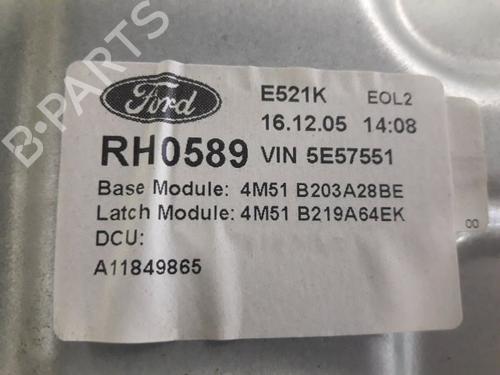 Ford
E521K EOL2
16.12.05 14:08
RH0589 VIN 5E57551
Base Module: 4M51 B203A28BE
Latch Module: 4M51 B219A64EK
DCU:
A11849865
00
B-PARTS